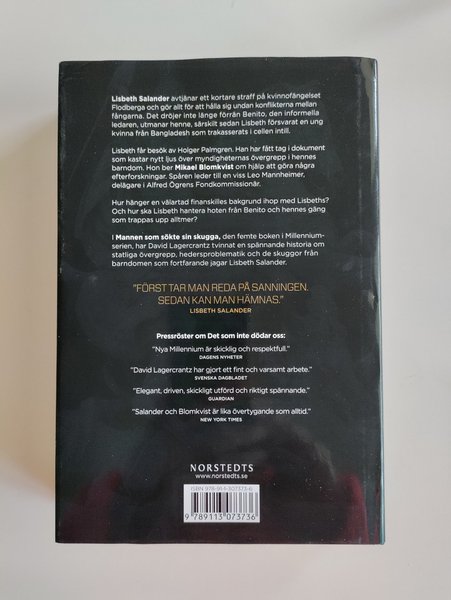 Lisbeth Salander avtjänar ett kortare straff på kvinnofängelset
Flodberga och gör allt för att hålla sig undan konflikterna mellan
fångarna. Det dröjer inte länge förrän Benito, den informella
ledaren, utmanar henne, särskilt sedan Lisbeth försvarat en ung
kvinna från Bangladesh som trakasserats i cellen intill.
Lisbeth får besök av Holger Palmgren. Han har fått tag i dokument
som kastar nytt ljus över myndigheternas övergrepp i hennes
barndom. Hon ber Mikael Blomkvist om hjälp att göra några
efterforskningar. Spåren leder till en viss Leo Mannheimer,
delägare i Alfred Ögrens Fondkommissionär.
Hur hänger en välartad finanskilles bakgrund ihop med Lisbeths?
Och hur ska Lisbeth hantera hoten från Benito och hennes gäng
som trappas upp alltmer?
I Mannen som sökte sin skugga, den femte boken i Millennium-
serien, har David Lagercrantz tvinnat en spännande historia om
statliga övergrepp, hedersproblematik och de skuggor från
barndomen som fortfarande jagar Lisbeth Salander.
"FÖRST TAR MAN REDA PÅ SANNINGEN.
SEDAN KAN MAN HÄMNAS."
LISBETH SALANDER
Pressröster om Det som inte dödar oss:
"Nya Millennium är skicklig och respektfull."
DAGENS NYHETER
"David Lagercrantz har gjort ett fint och varsamt arbete."
SVENSKA DAGBLADET
"Elegant, driven, skickligt utförd och riktigt spännande."
GUARDIAN
"Salander och Blomkvist är lika övertygande som alltid."
NEW YORK TIMES
NORSTEDTS
www.norstedts.se
ISBN 978-91-1-307373-6
9 789113 073736